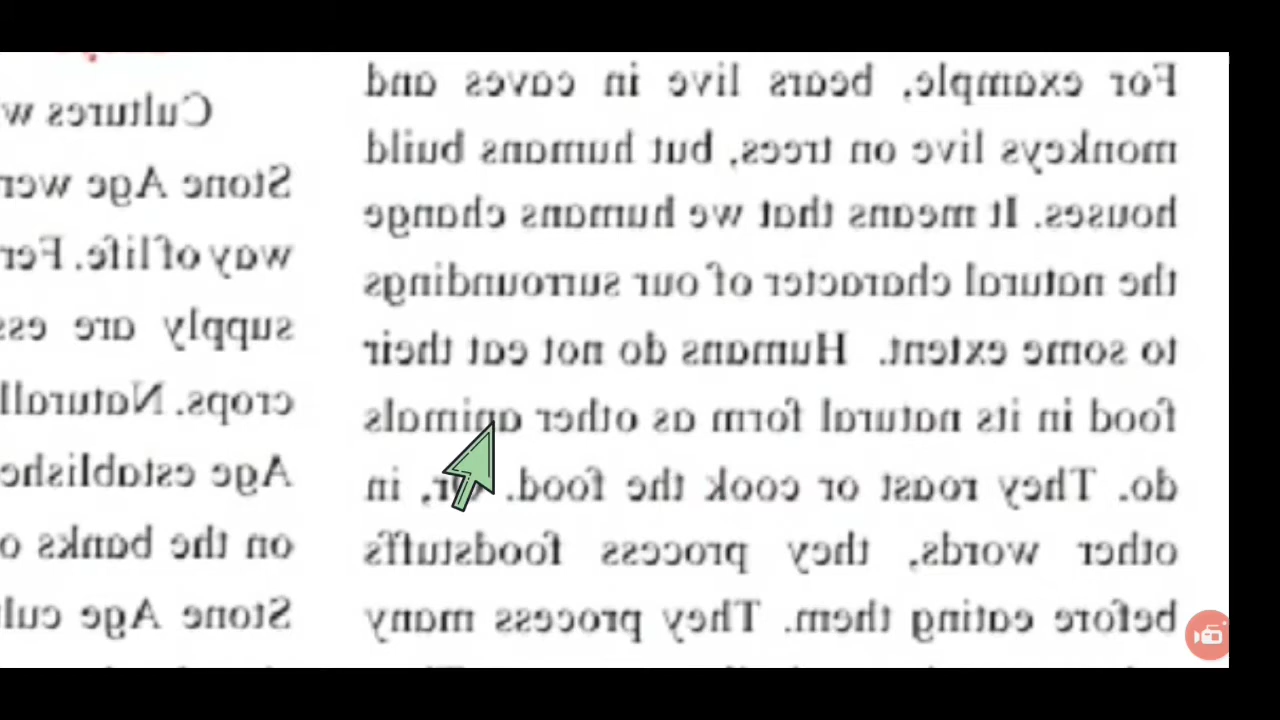 For example, bears live in caves and
monkeys live on trees, but humans build
houses. It means that we humans change
the natural character of our surroundings
to some extent. Humans do not eat their
food in its natural form as other animals
do. They roast or cook the food. Or, in
other words, they process foodstuffs
before eating them. They process many
Cultures w
Stone Age wer
way of life. Fer
supply are ess
crops. Naturall
Age establishe
on the banks o
Stone Age cul